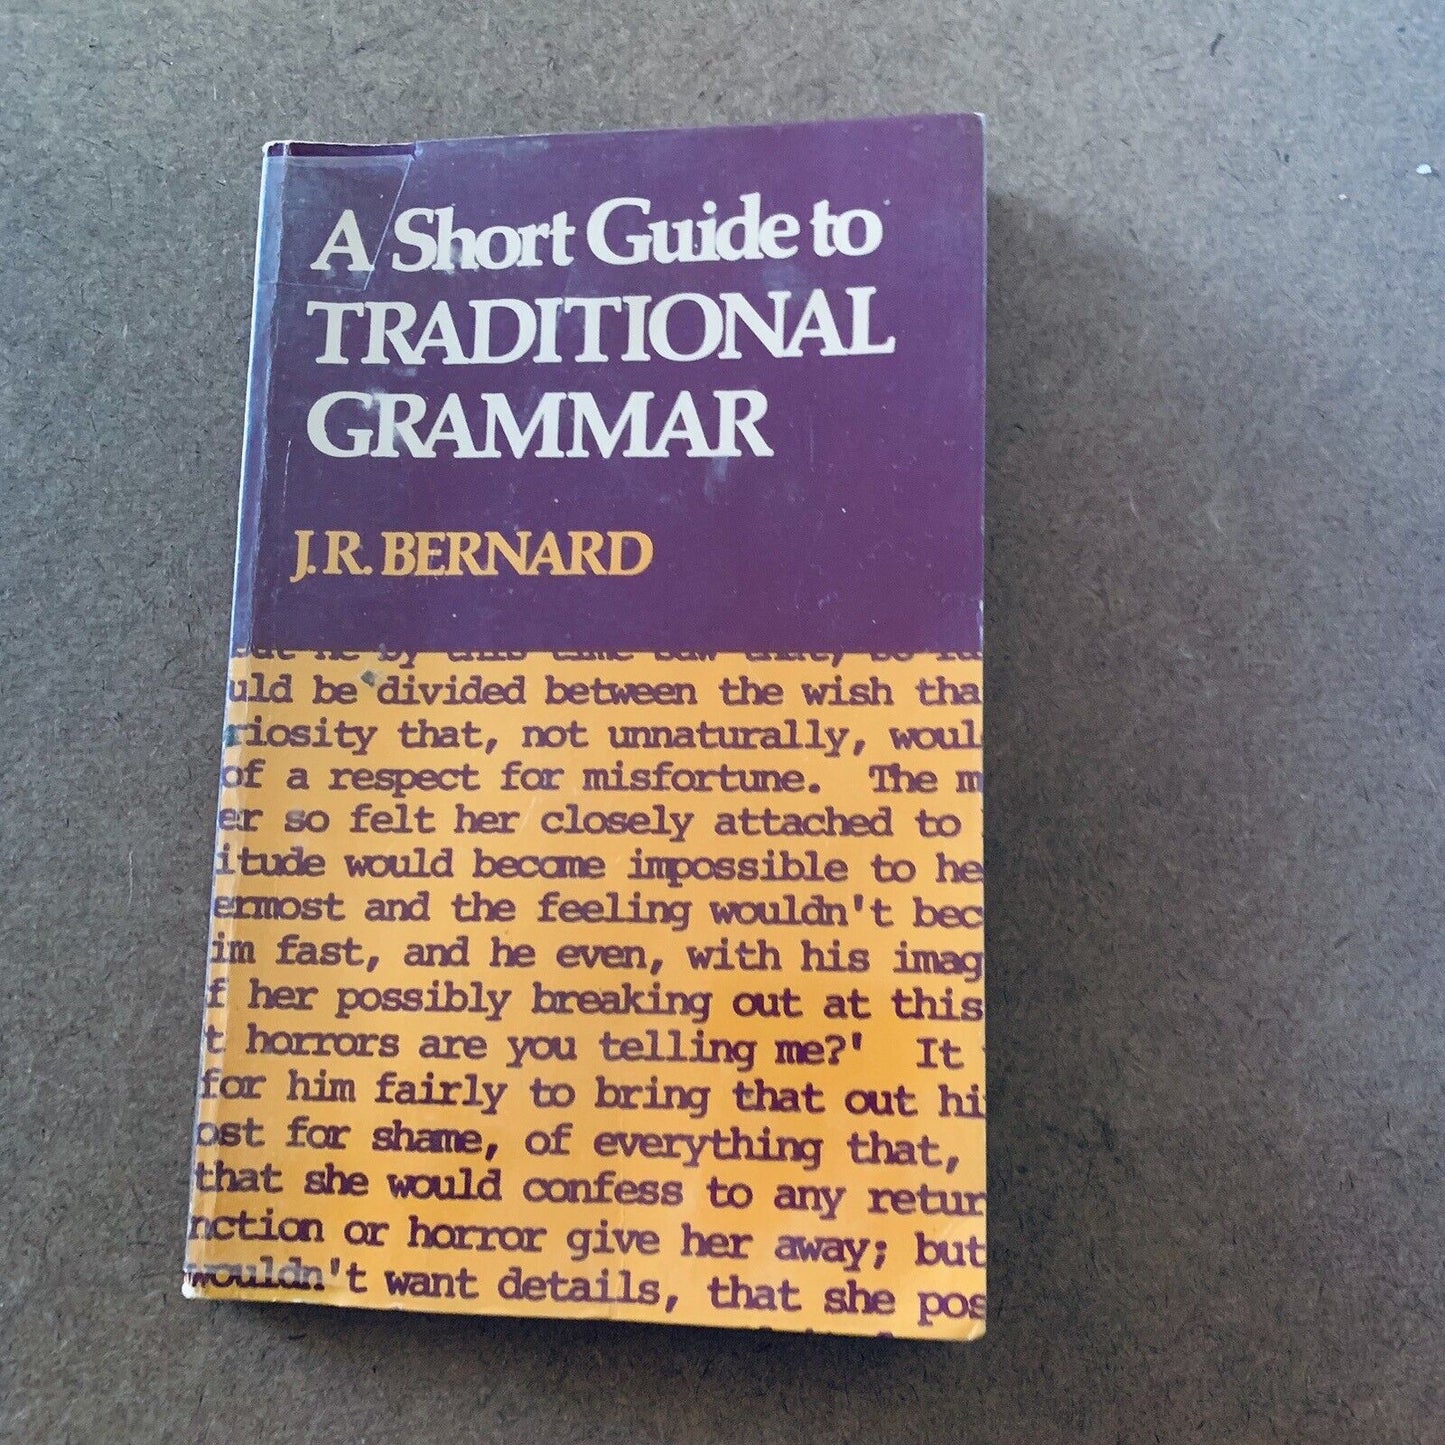 A Short Guide to
TRADITIONAL
GRAMMAR
J.R. BERNARD
by this time saw that,
uld be divided between the wish tha
riosity that, not unnaturally, woul
of a respect for misfortune. The m
er so felt her closely attached to
itude would become impossible to he
ermost and the feeling wouldn't bec
im fast, and he even, with his imag
f her possibly breaking out at this
t horrors are you telling me?' It
for him fairly to bring that out hi
ost for shame, of everything that,
that she would confess to any retur
nction or horror give her away; but
wouldn't want details, that she pos